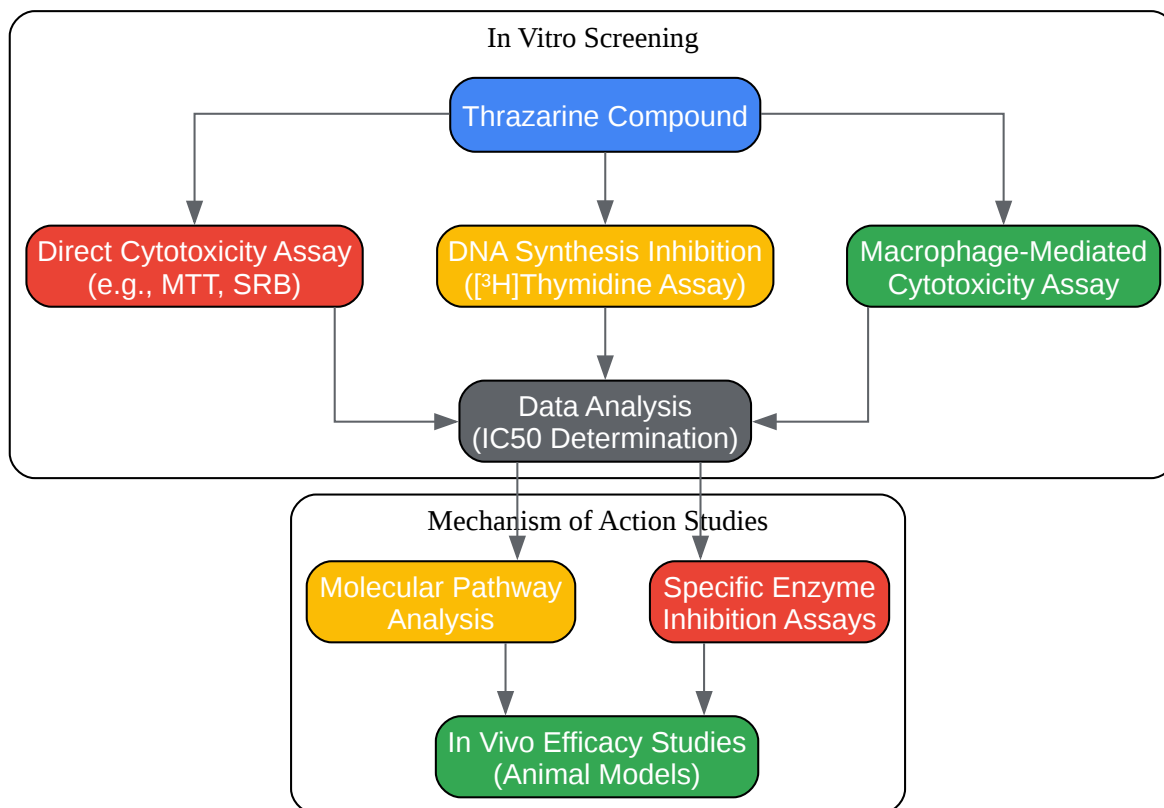 In Vitro Screening
Thrazarine Compound
Direct Cytotoxicity Assay
(e.g., MTT, SRB)
DNA Synthesis Inhibition
([³H]Thymidine Assay)
Macrophage-Mediated
Cytotoxicity Assay
Data Analysis
(IC50 Determination)
Mechanism of Action Studies
Molecular Pathway
Analysis
Specific Enzyme
Inhibition Assays
In Vivo Efficacy Studies
(Animal Models)